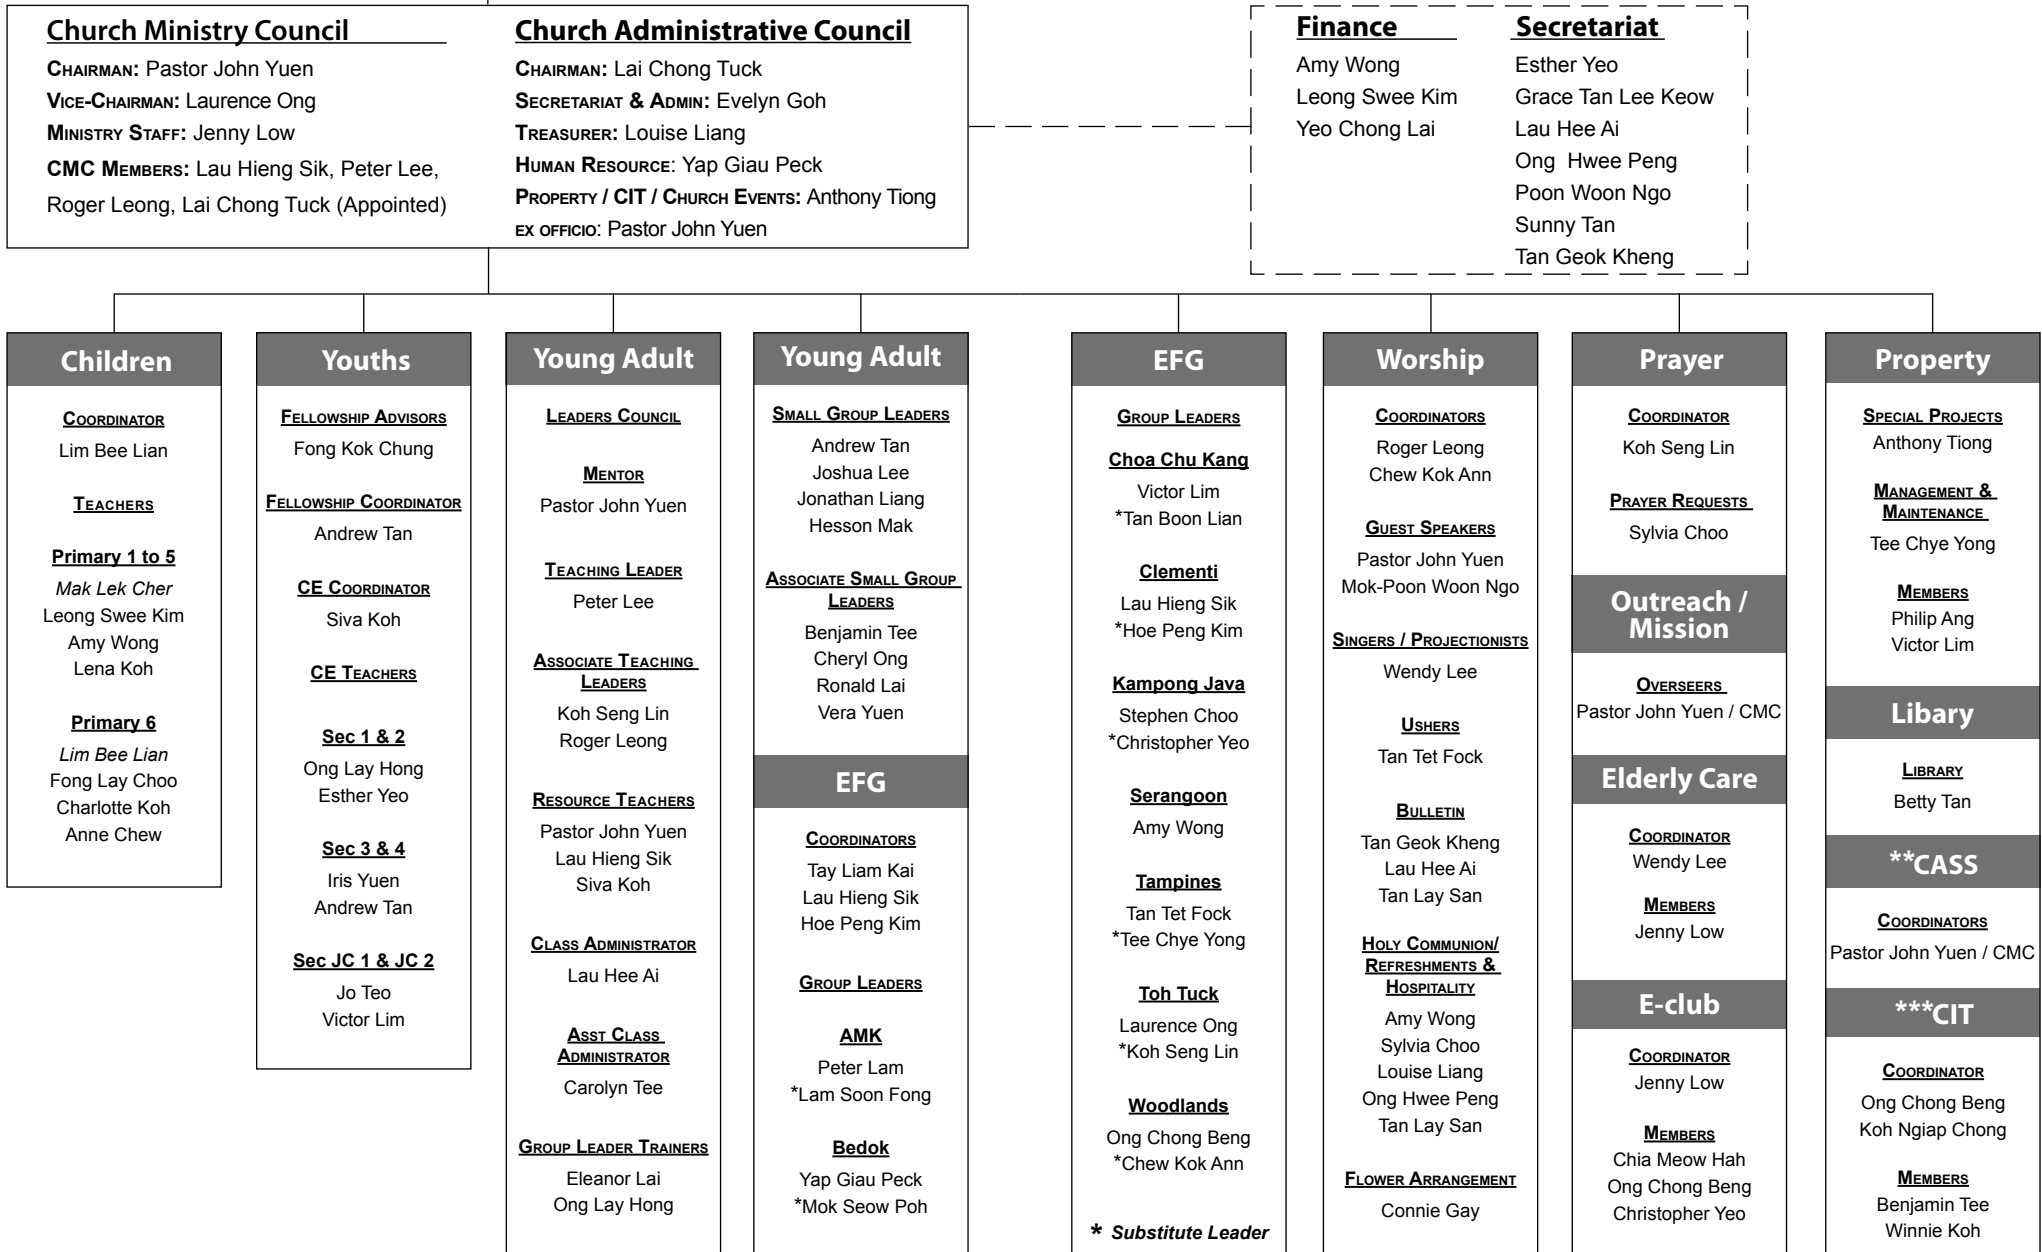 Church Ministry Council
Chairman: Pastor John Yuen
Vice-Chairman: Laurence Ong
Ministry Staff: Jenny Low
CMC Members: Lau Hieng Sik, Peter Lee,
Roger Leong, Lai Chong Tuck (Appointed)
Church Administrative Council
Chairman: Lai Chong Tuck
Secretariat & Admin: Evelyn Goh
Treasurer: Louise Liang
Human Resource: Yap Giau Peck
Property / CIT / Church Events: Anthony Tiong
ex officio: Pastor John Yuen
Finance
Amy Wong
Leong Swee Kim
Yeo Chong Lai
Secretariat
Esther Yeo
Grace Tan Lee Keow
Lau Hee Ai
Ong Hwee Peng
Poon Woon Ngo
Sunny Tan
Tan Geok Kheng
Children
Coordinator
Lim Bee Lian
Teachers
Primary 1 to 5
Mak Lek Cher
Leong Swee Kim
Amy Wong
Lena Koh
Primary 6
Lim Bee Lian
Fong Lay Choo
Charlotte Koh
Anne Chew
Youths
Fellowship Advisors
Fong Kok Chung
Fellowship Coordinator
Andrew Tan
CE Coordinator
Siva Koh
CE Teachers
Sec 1 & 2
Ong Lay Hong
Esther Yeo
Sec 3 & 4
Iris Yuen
Andrew Tan
Sec JC 1 & JC 2
Jo Teo
Victor Lim
Young Adult
Leaders Council
Mentor
Pastor John Yuen
Teaching Leader
Peter Lee
Associate Teaching
Leaders
Koh Seng Lin
Roger Leong
Resource Teachers
Pastor John Yuen
Lau Hieng Sik
Siva Koh
Class Administrator
Lau Hee Ai
Asst Class
Administrator
Carolyn Tee
Group Leader Trainers
Eleanor Lai
Ong Lay Hong
Young Adult
Small Group Leaders
Andrew Tan
Joshua Lee
Jonathan Liang
Hesson Mak
Associate Small Group
Leaders
Benjamin Tee
Cheryl Ong
Ronald Lai
Vera Yuen
EFG
Coordinators
Tay Liam Kai
Lau Hieng Sik
Hoe Peng Kim
Group Leaders
AMK
Peter Lam
*Lam Soon Fong
Bedok
Yap Giau Peck
*Mok Seow Poh
EFG
Group Leaders
Choa Chu Kang
Victor Lim
*Tan Boon Lian
Clementi
Lau Hieng Sik
*Hoe Peng Kim
Kampong Java
Stephen Choo
*Christopher Yeo
Serangoon
Amy Wong
Tampines
Tan Tet Fock
*Tee Chye Yong
Toh Tuck
Laurence Ong
*Koh Seng Lin
Woodlands
Ong Chong Beng
*Chew Kok Ann
* Substitute Leader
Worship
Coordinators
Roger Leong
Chew Kok Ann
Guest Speakers
Pastor John Yuen
Mok-Poon Woon Ngo
Singers / Projectionists
Wendy Lee
Ushers
Tan Tet Fock
Bulletin
Tan Geok Kheng
Lau Hee Ai
Tan Lay San
Holy Communion/
Refreshments &
Hospitality
Amy Wong
Sylvia Choo
Louise Liang
Ong Hwee Peng
Tan Lay San
Flower Arrangement
Connie Gay
Prayer
Coordinator
Koh Seng Lin
Prayer Requests
Sylvia Choo
Outreach /
Mission
Overseers
Pastor John Yuen / CMC
Elderly Care
Coordinator
Wendy Lee
Members
Jenny Low
E-club
Coordinator
Jenny Low
Members
Chia Meow Hah
Ong Chong Beng
Christopher Yeo
Property
Special Projects
Anthony Tiong
Management &
Maintenance
Tee Chye Yong
Members
Philip Ang
Victor Lim
Libary
Library
Betty Tan
**CASS
Coordinators
Pastor John Yuen / CMC
***CIT
Coordinator
Ong Chong Beng
Koh Ngiap Chong
Members
Benjamin Tee
Winnie Koh